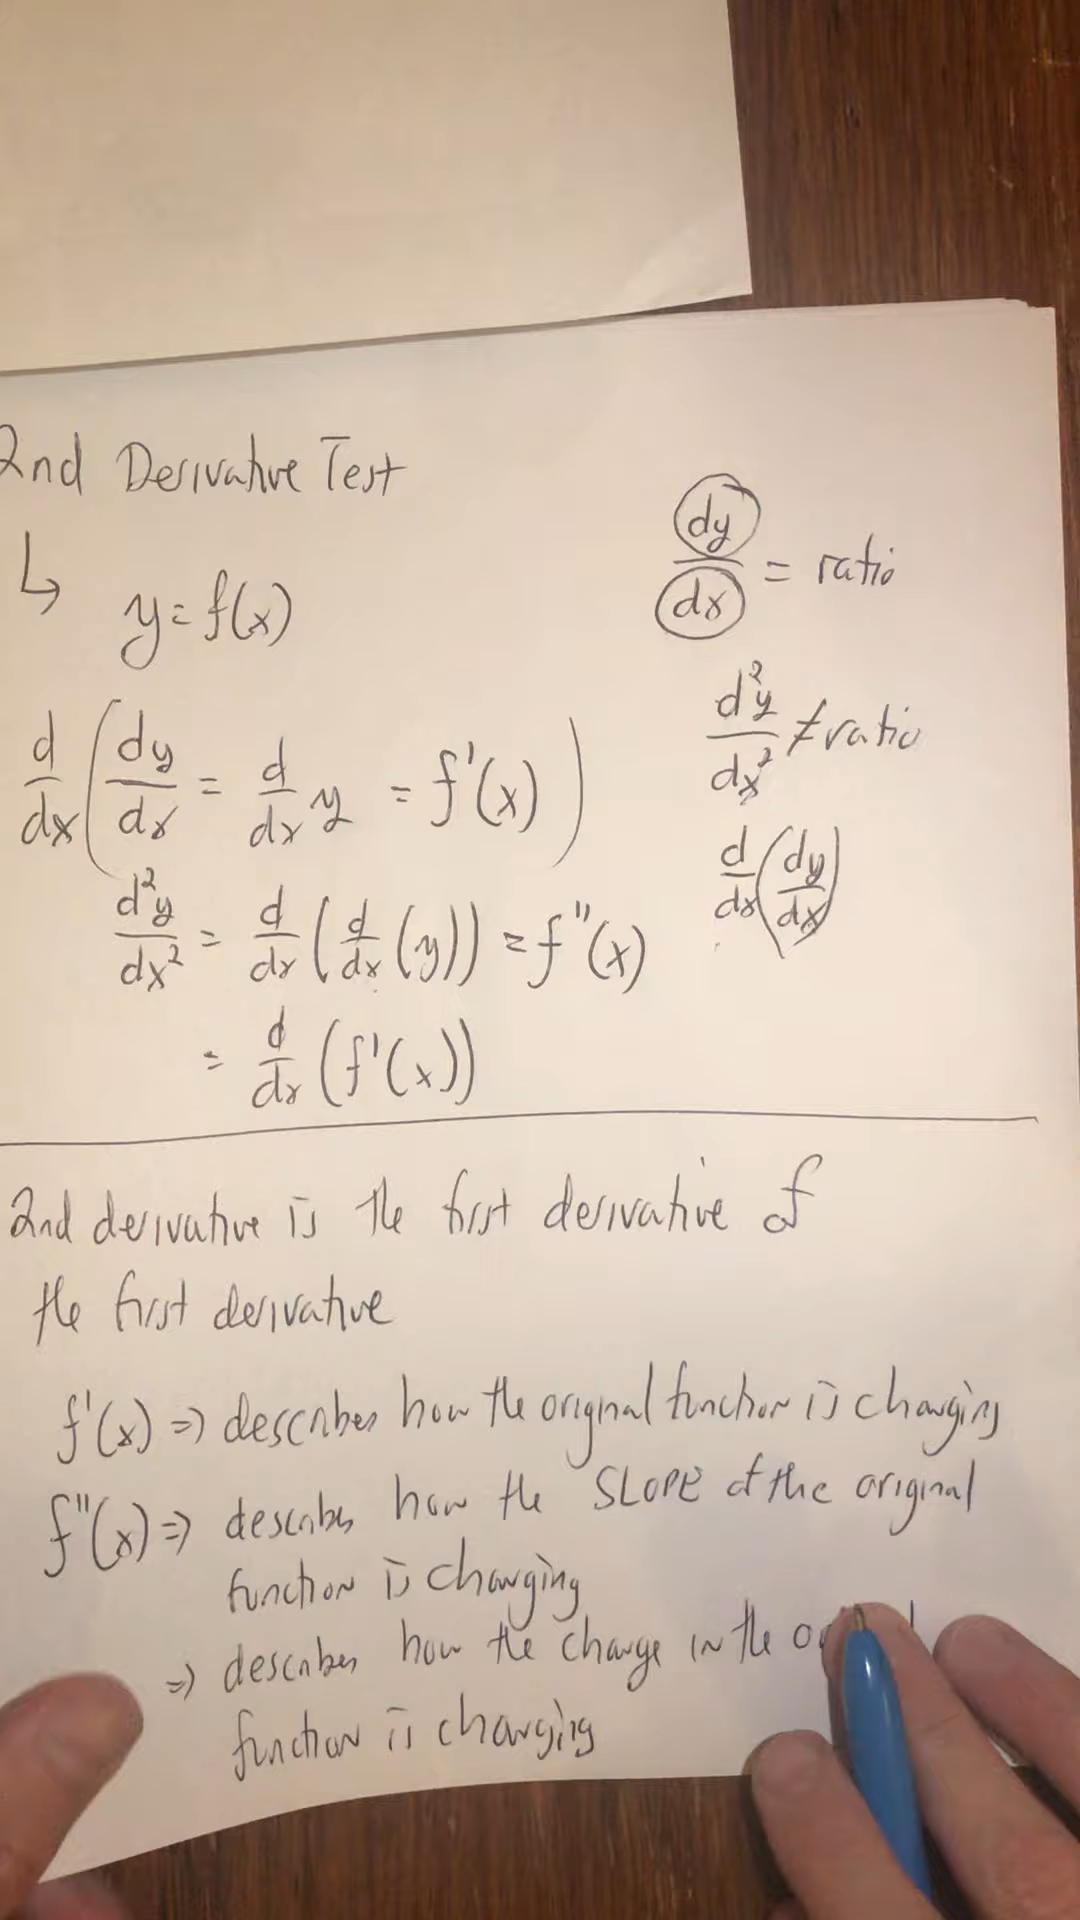 2nd Derivative Test
↳ y = f(x)
d/dx (dy/dx = d/dx y = f'(x))
d²y/dx² = d/dx (d/dx (y)) = f''(x)
= d/dx (f'(x))
dy/dx = ratio
d²y/dx² ≠ ratio
d/dx (dy/dx)
2nd derivative is the first derivative of
the first derivative
f'(x) ⇒ describes how the original function is changing
f''(x) ⇒ describes how the SLOPE of the original
function is changing
⇒ describes how the change in the
function is changing